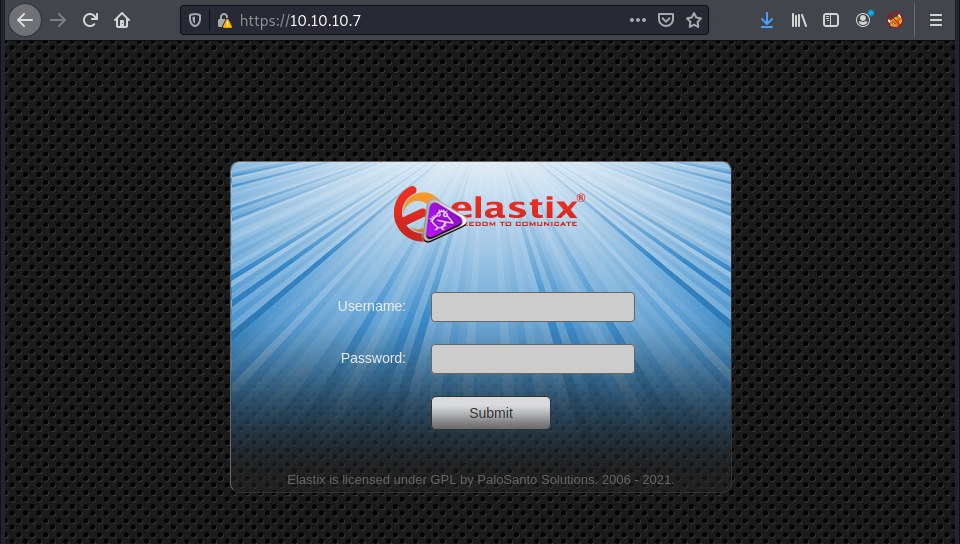 https://10.10.10.7
elastix®
EEDOM TO COMUNICATE
Username:
Password:
Submit
Elastix is licensed under GPL by PaloSanto Solutions. 2006 - 2021.